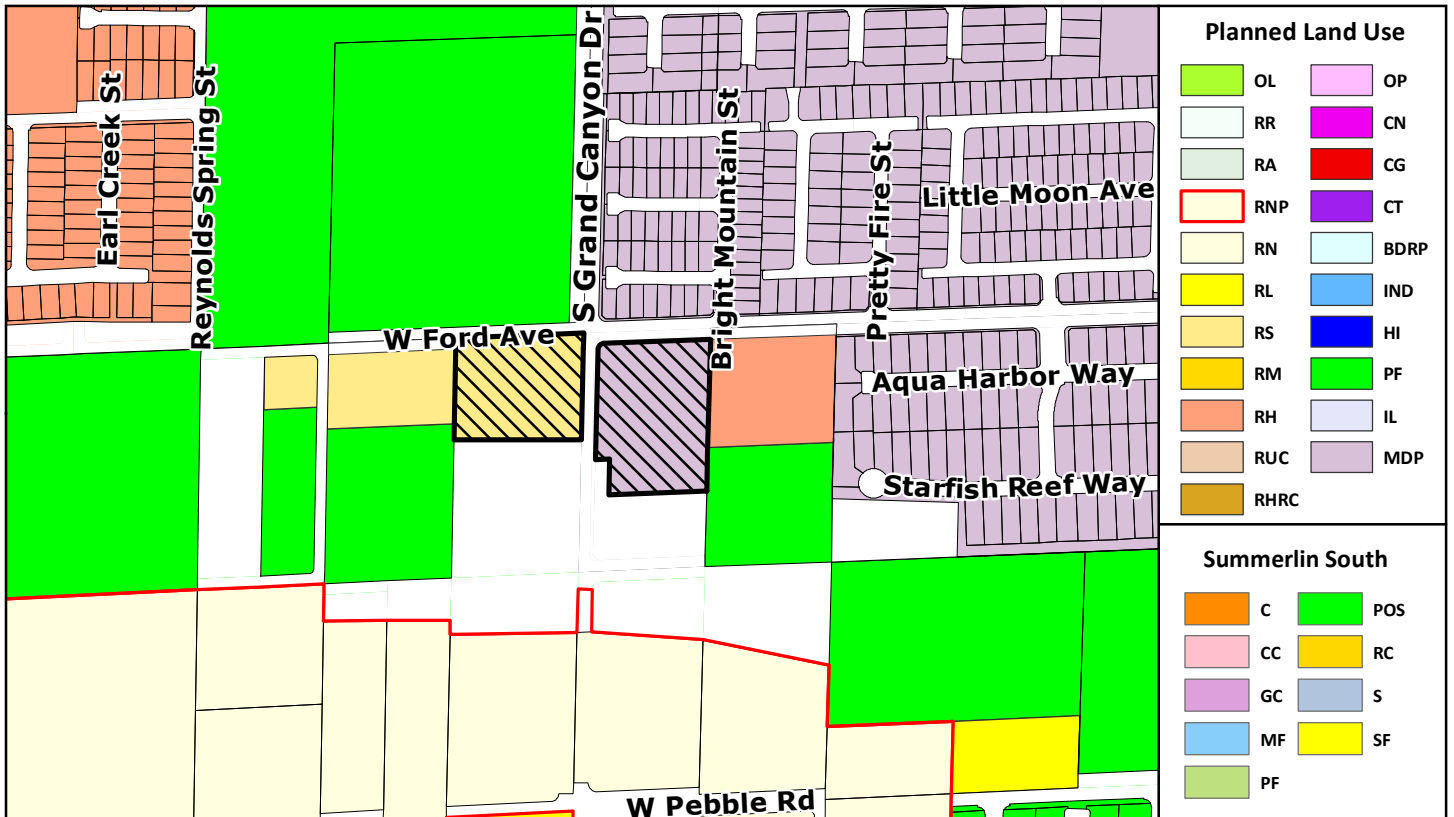 Earl Creek St
Reynolds Spring St
S Grand Canyon Dr
Bright Mountain St
Pretty Fire St
Little Moon Ave
W Ford Ave
Aqua Harbor Way
Starfish Reef Way
W Pebble Rd
Planned Land Use
OL
OP
RR
CN
RA
CG
RNP
CT
RN
BDRP
RL
IND
RS
HI
RM
PF
RH
IL
RUC
MDP
RHRC
Summerlin South
C
POS
CC
RC
GC
S
MF
SF
PF